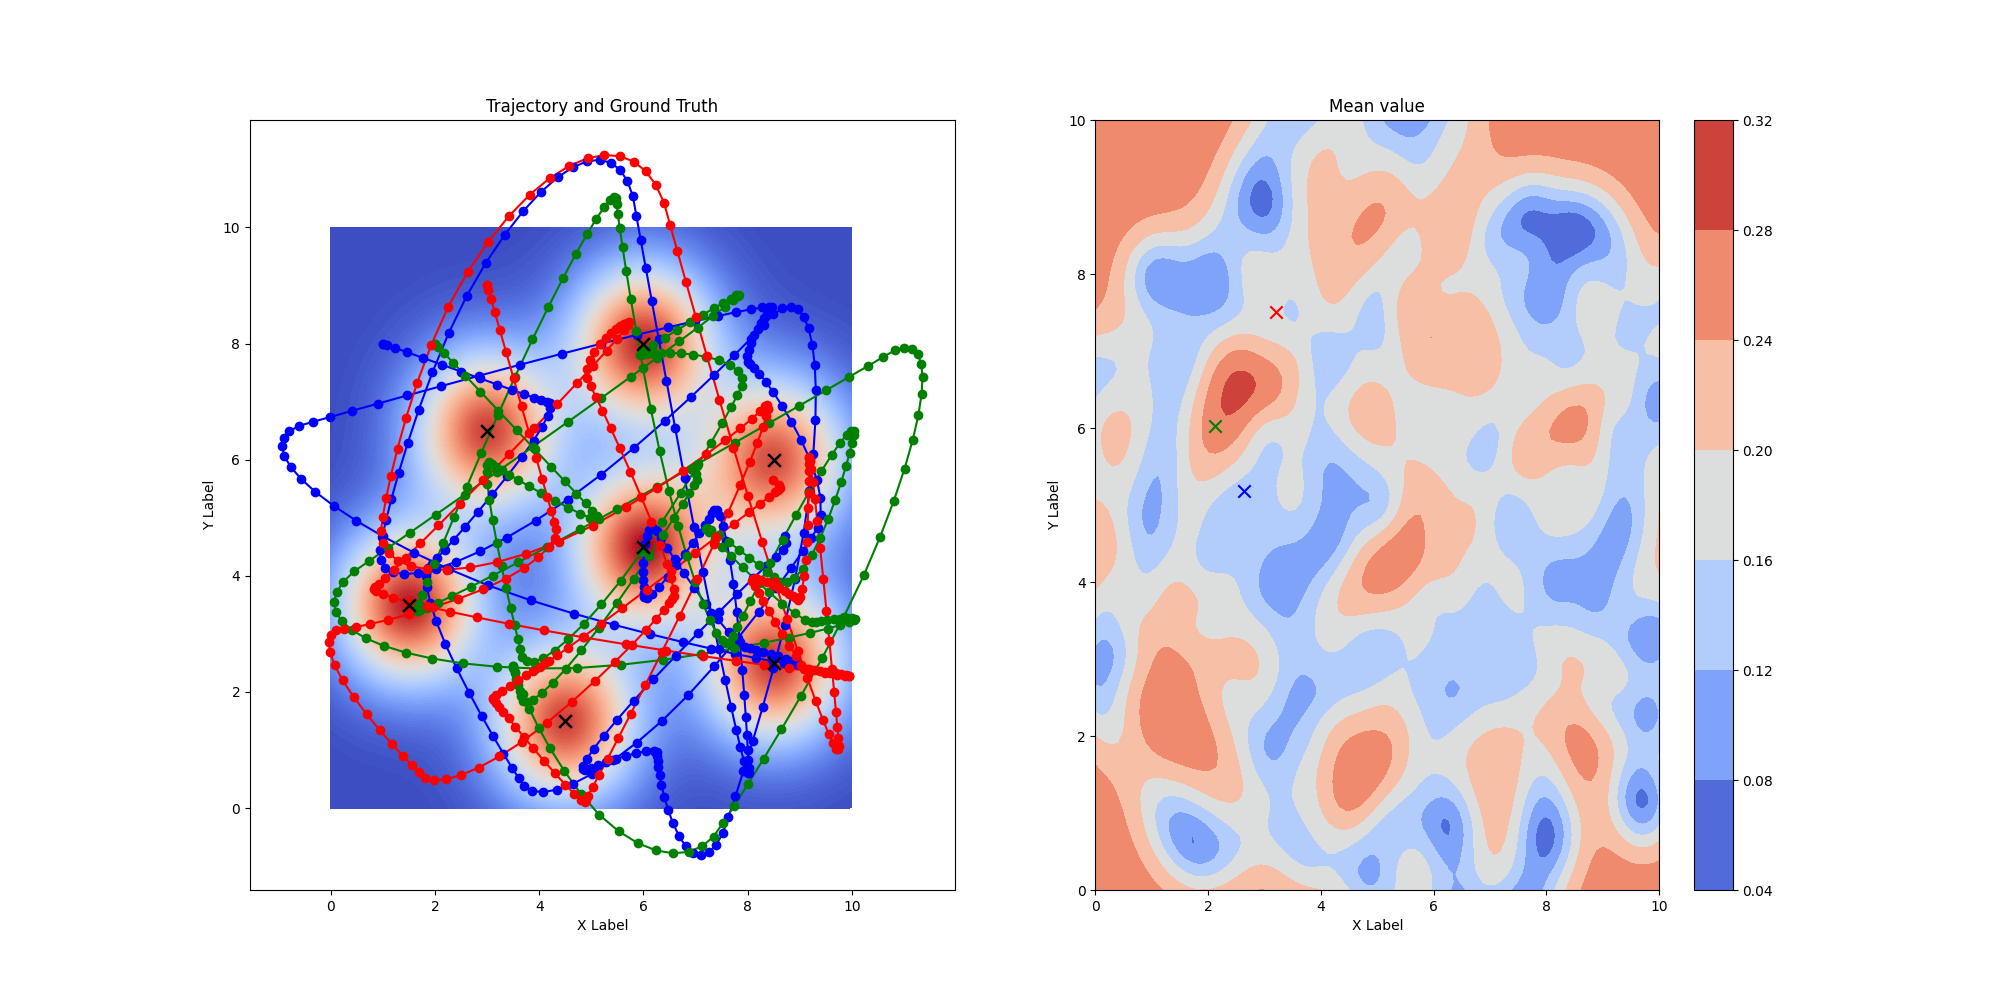 Trajectory and Ground Truth
Y Label
10
8
6
4
2
0
0 2 4 6 8 10
X Label
Mean value
Y Label
10
8
6
4
2
0
0 2 4 6 8 10
X Label
0.32
0.28
0.24
0.20
0.16
0.12
0.08
0.04